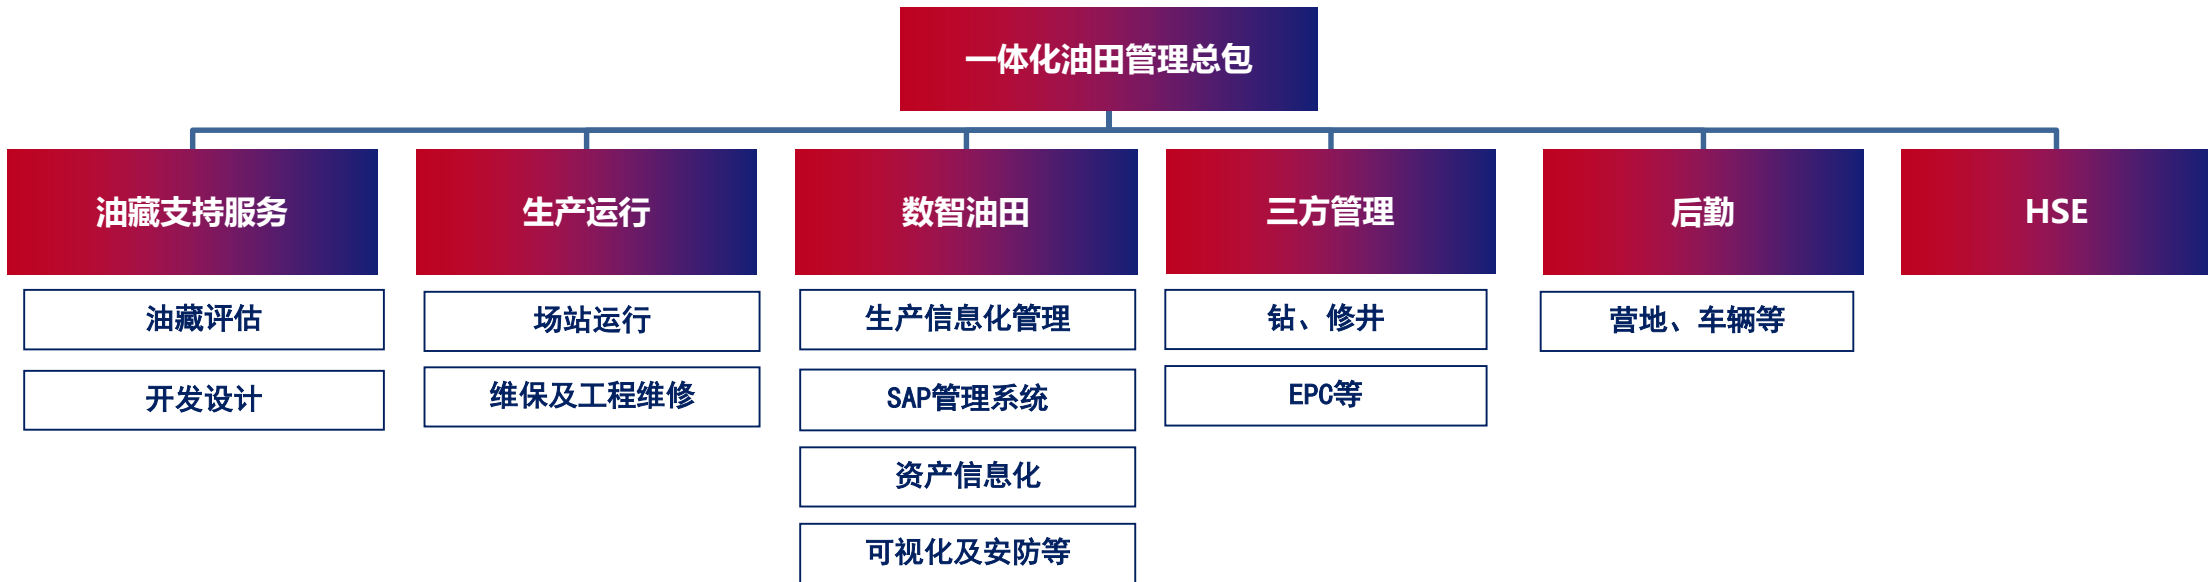 一体化油田管理总包
油藏支持服务
生产运行
数智油田
三方管理
后勤
HSE
油藏评估
开发设计
场站运行
维保及工程维修
生产信息化管理
SAP管理系统
资产信息化
可视化及安防等
钻、修井
EPC等
营地、车辆等